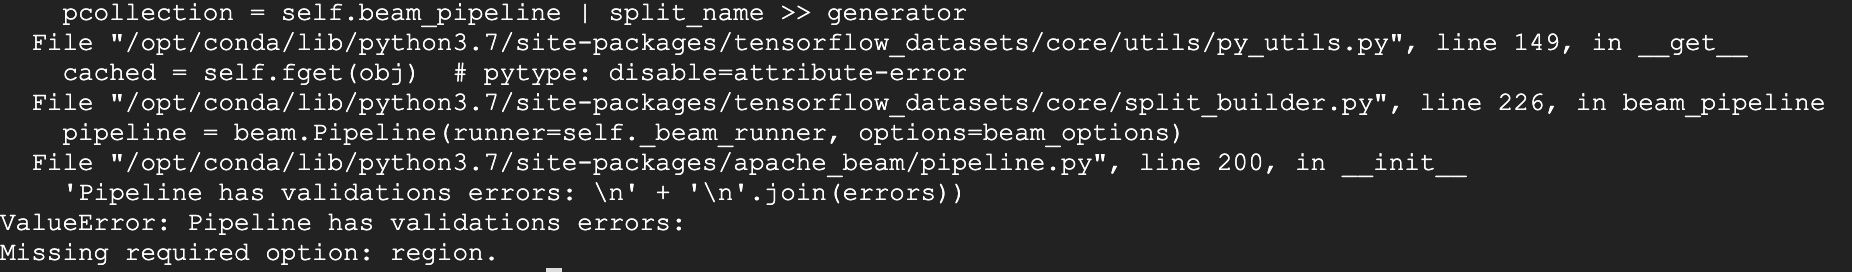 pcollection = self.beam_pipeline | split_name >> generator
File "/opt/conda/lib/python3.7/site-packages/tensorflow_datasets/core/utils/py_utils.py", line 149, in __get__
cached = self.fget(obj)  # pytype: disable=attribute-error
File "/opt/conda/lib/python3.7/site-packages/tensorflow_datasets/core/split_builder.py", line 226, in beam_pipeline
pipeline = beam.Pipeline(runner=self._beam_runner, options=beam_options)
File "/opt/conda/lib/python3.7/site-packages/apache_beam/pipeline.py", line 200, in __init__
'Pipeline has validations errors: \n' + '\n'.join(errors))
ValueError: Pipeline has validations errors:
Missing required option: region.